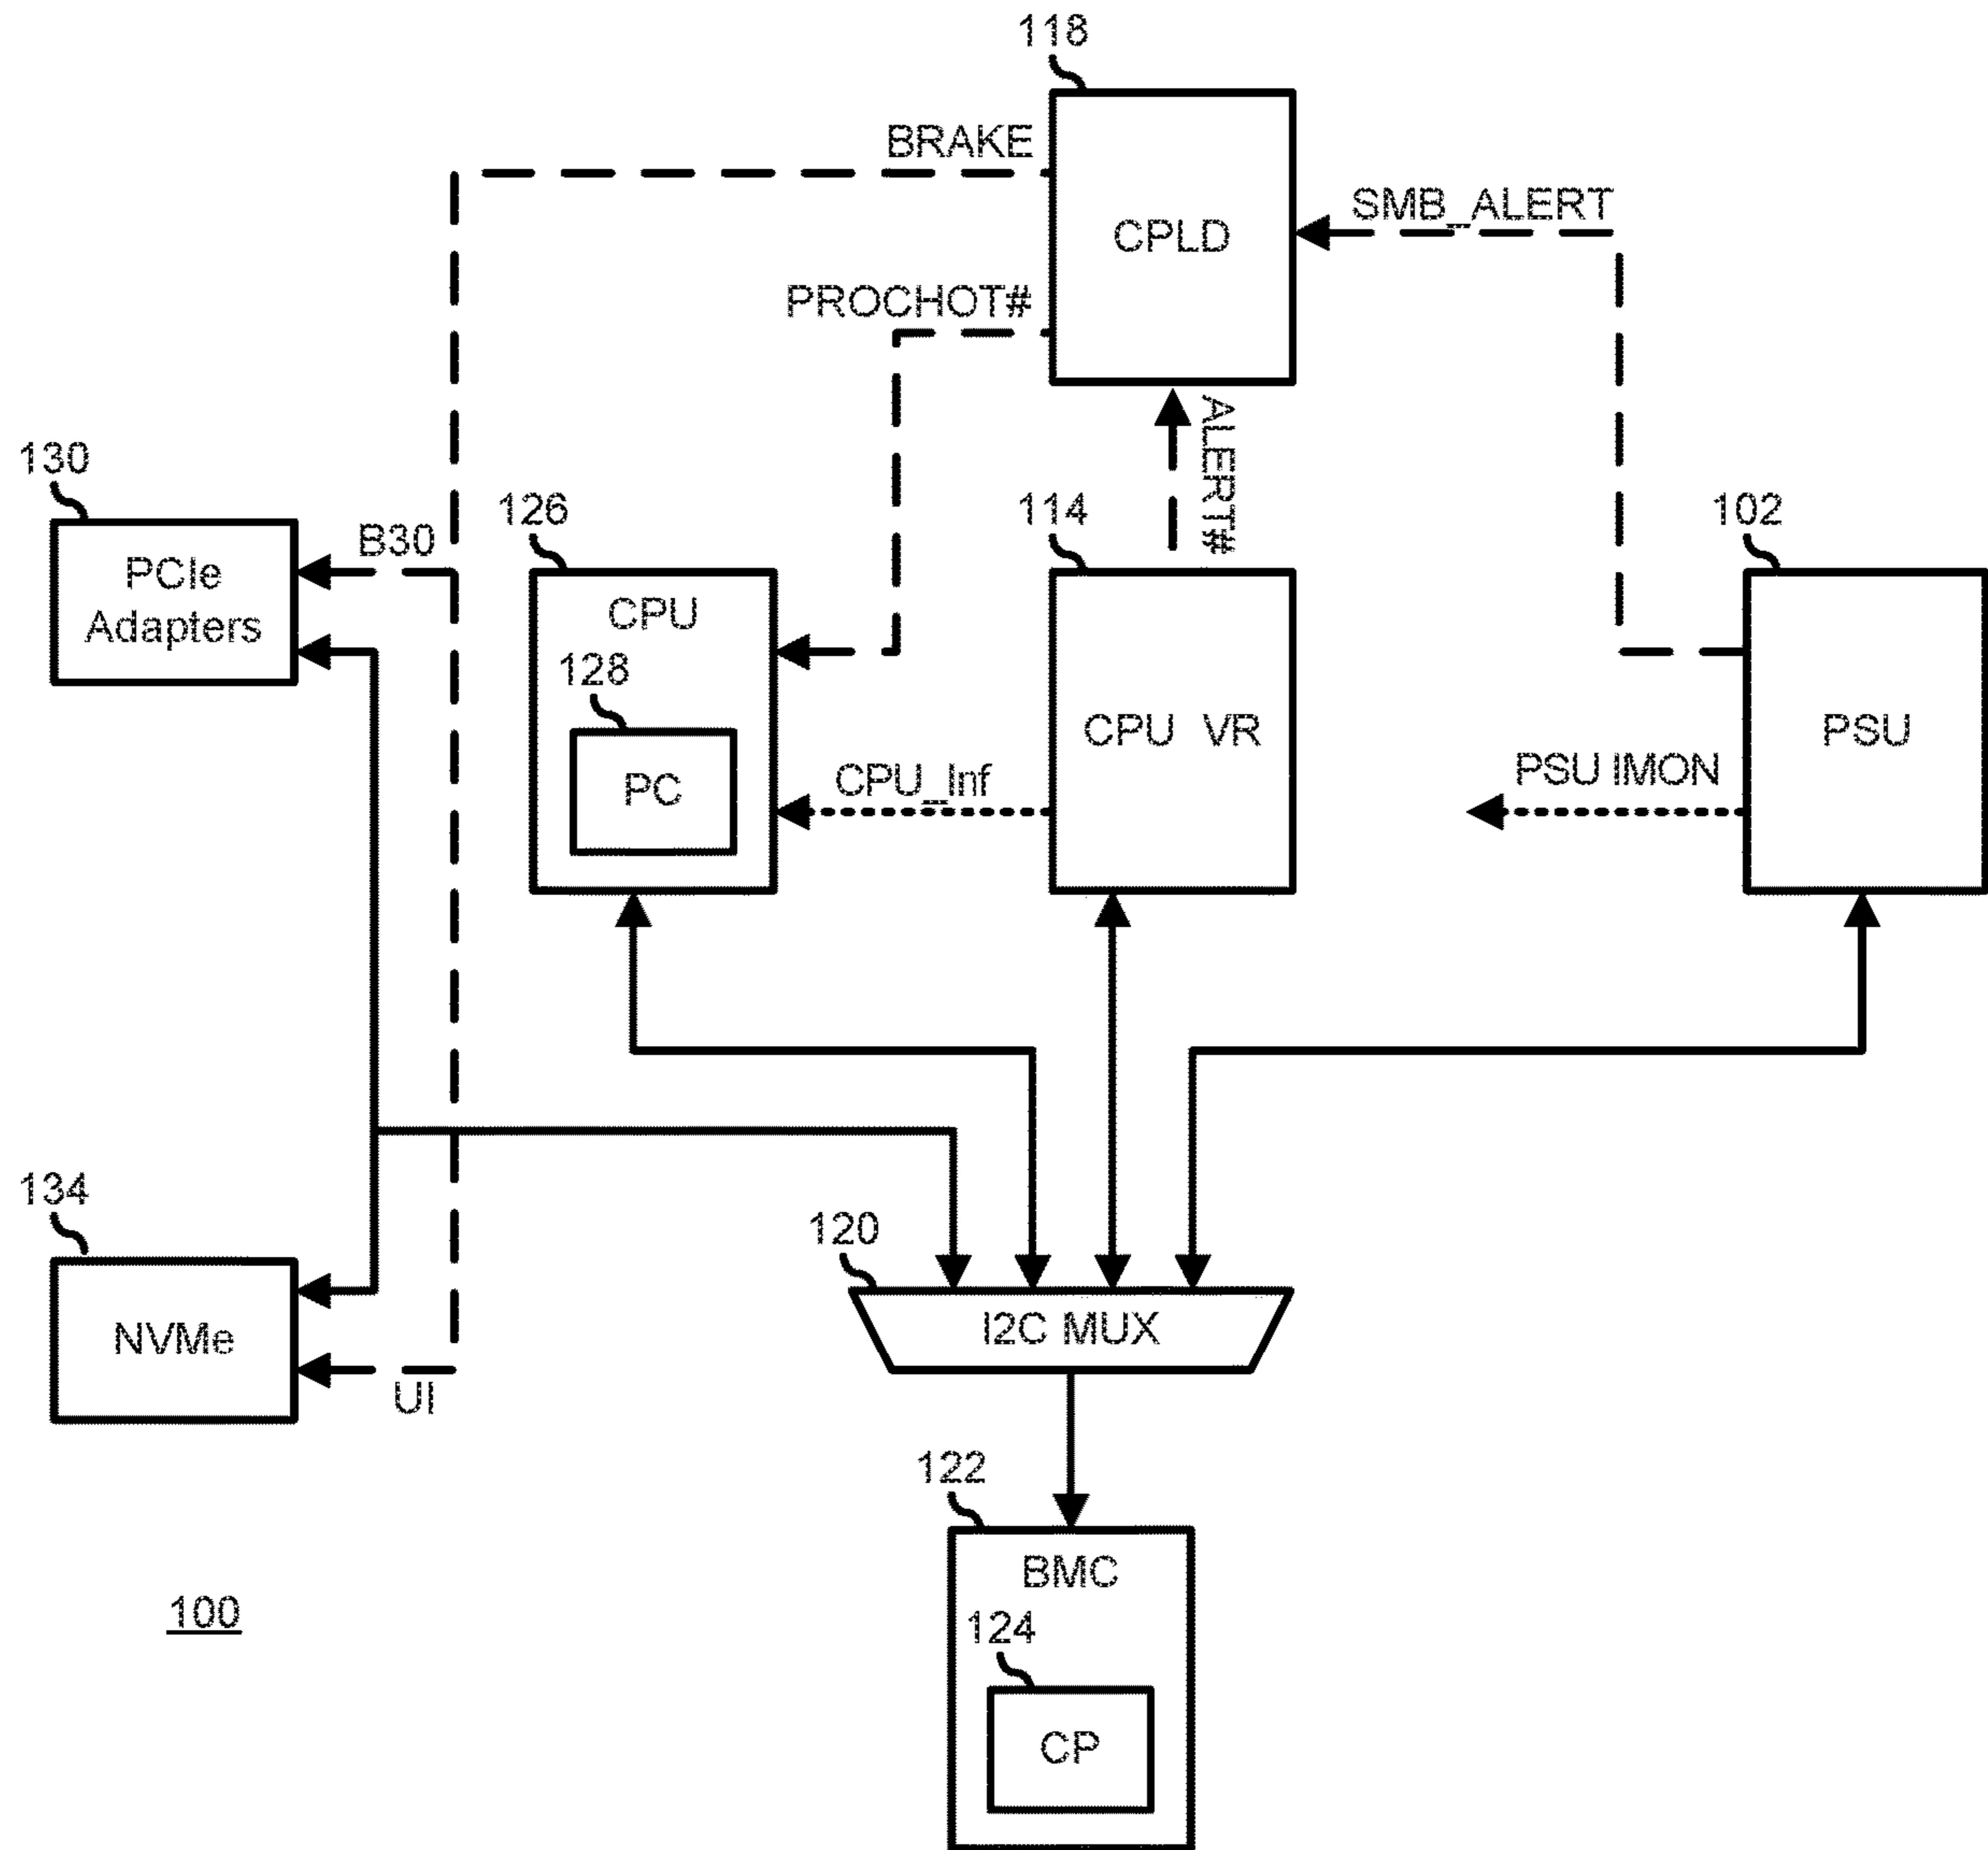 118
BRAKE
SMB_ALERT
CPLD
PROCHOT#
ALERT#
130
126
114
102
B30
PCIe
Adapters
CPU
128
PC
CPU VR
CPU_Inf
PSU
PSU IMON
134
120
NVMe
I2C MUX
UI
122
BMC
124
CP
100